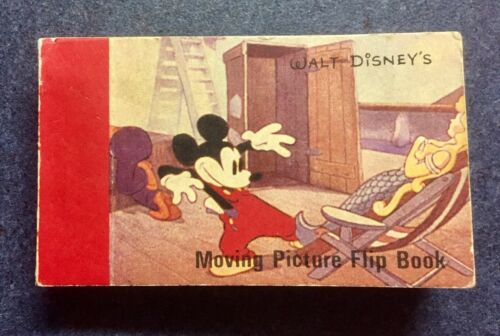 WALT DISNEY'S
Moving Picture Flip Book